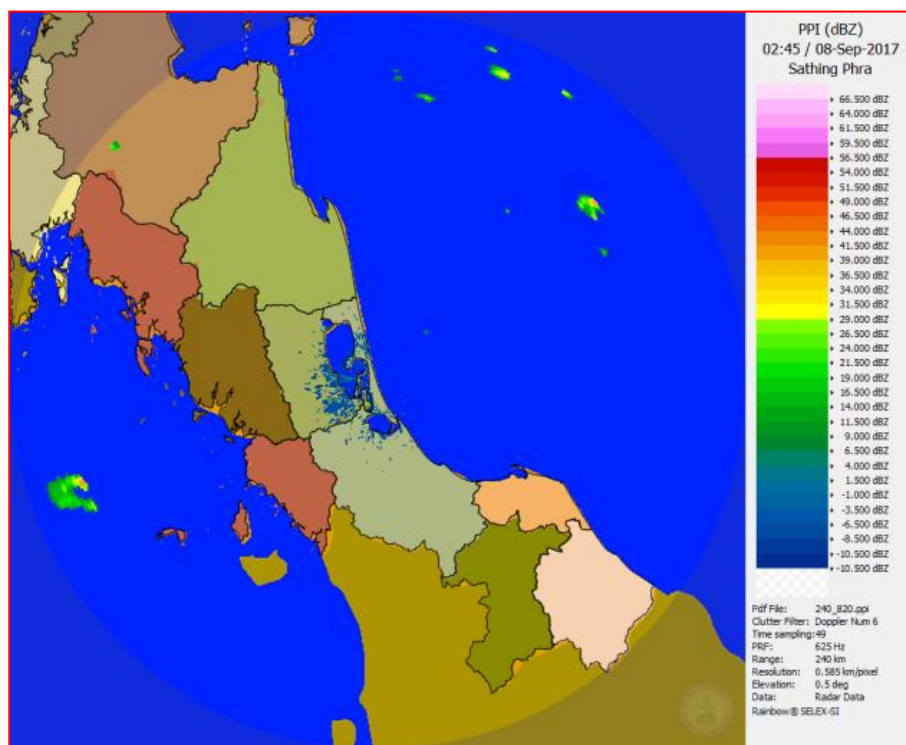 PPI (dBZ)
02:45 / 08-Sep-2017
Sathing Phra
66.500 dBZ
64.000 dBZ
61.500 dBZ
59.500 dBZ
56.500 dBZ
54.000 dBZ
51.500 dBZ
49.000 dBZ
46.500 dBZ
44.000 dBZ
41.500 dBZ
39.000 dBZ
36.500 dBZ
34.000 dBZ
31.500 dBZ
29.000 dBZ
26.500 dBZ
24.000 dBZ
21.500 dBZ
19.000 dBZ
16.500 dBZ
14.000 dBZ
11.500 dBZ
9.000 dBZ
6.500 dBZ
4.000 dBZ
1.500 dBZ
-1.000 dBZ
-3.500 dBZ
-6.500 dBZ
-8.500 dBZ
-10.500 dBZ
-10.500 dBZ
Pdf File: 240_820.ppi
Clutter Filter: Doppler Num 6
Time sampling:49
PRF: 625 Hz
Range: 240 km
Resolution: 0.585 km/pixel
Elevation: 0.5 deg
Data: Radar Data
Rainbow® SELEX-SI